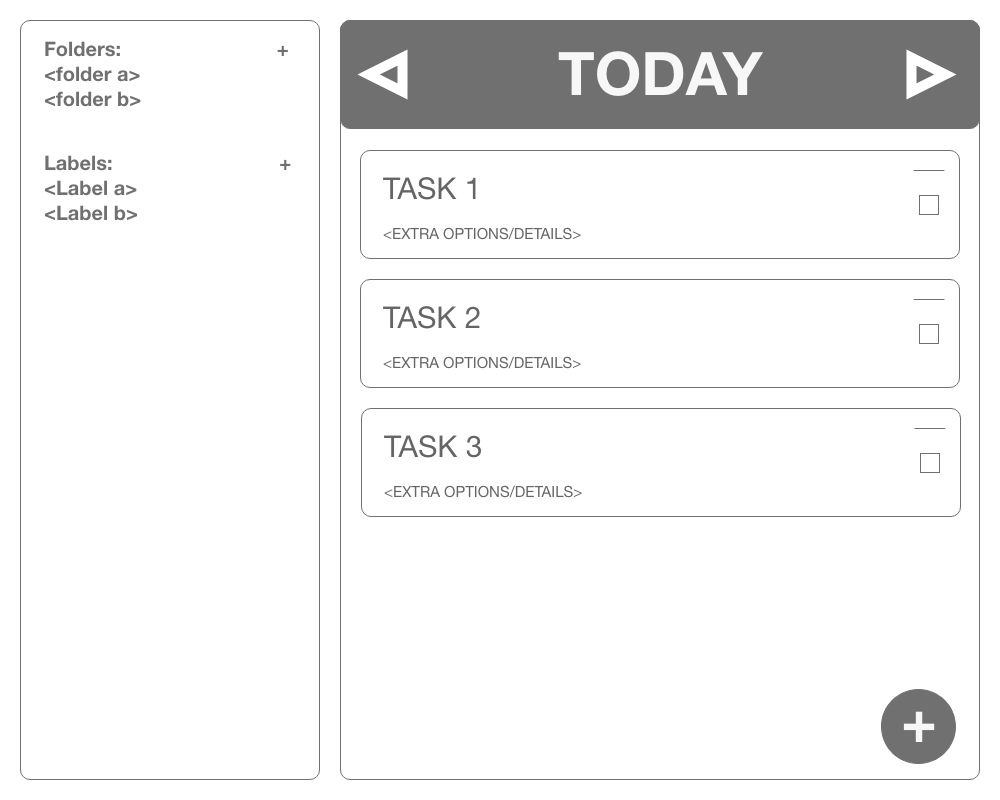 Folders: +
<folder a>
<folder b>
Labels: +
<Label a>
<Label b>
TODAY
TASK 1
<EXTRA OPTIONS/DETAILS>
TASK 2
<EXTRA OPTIONS/DETAILS>
TASK 3
<EXTRA OPTIONS/DETAILS>
+